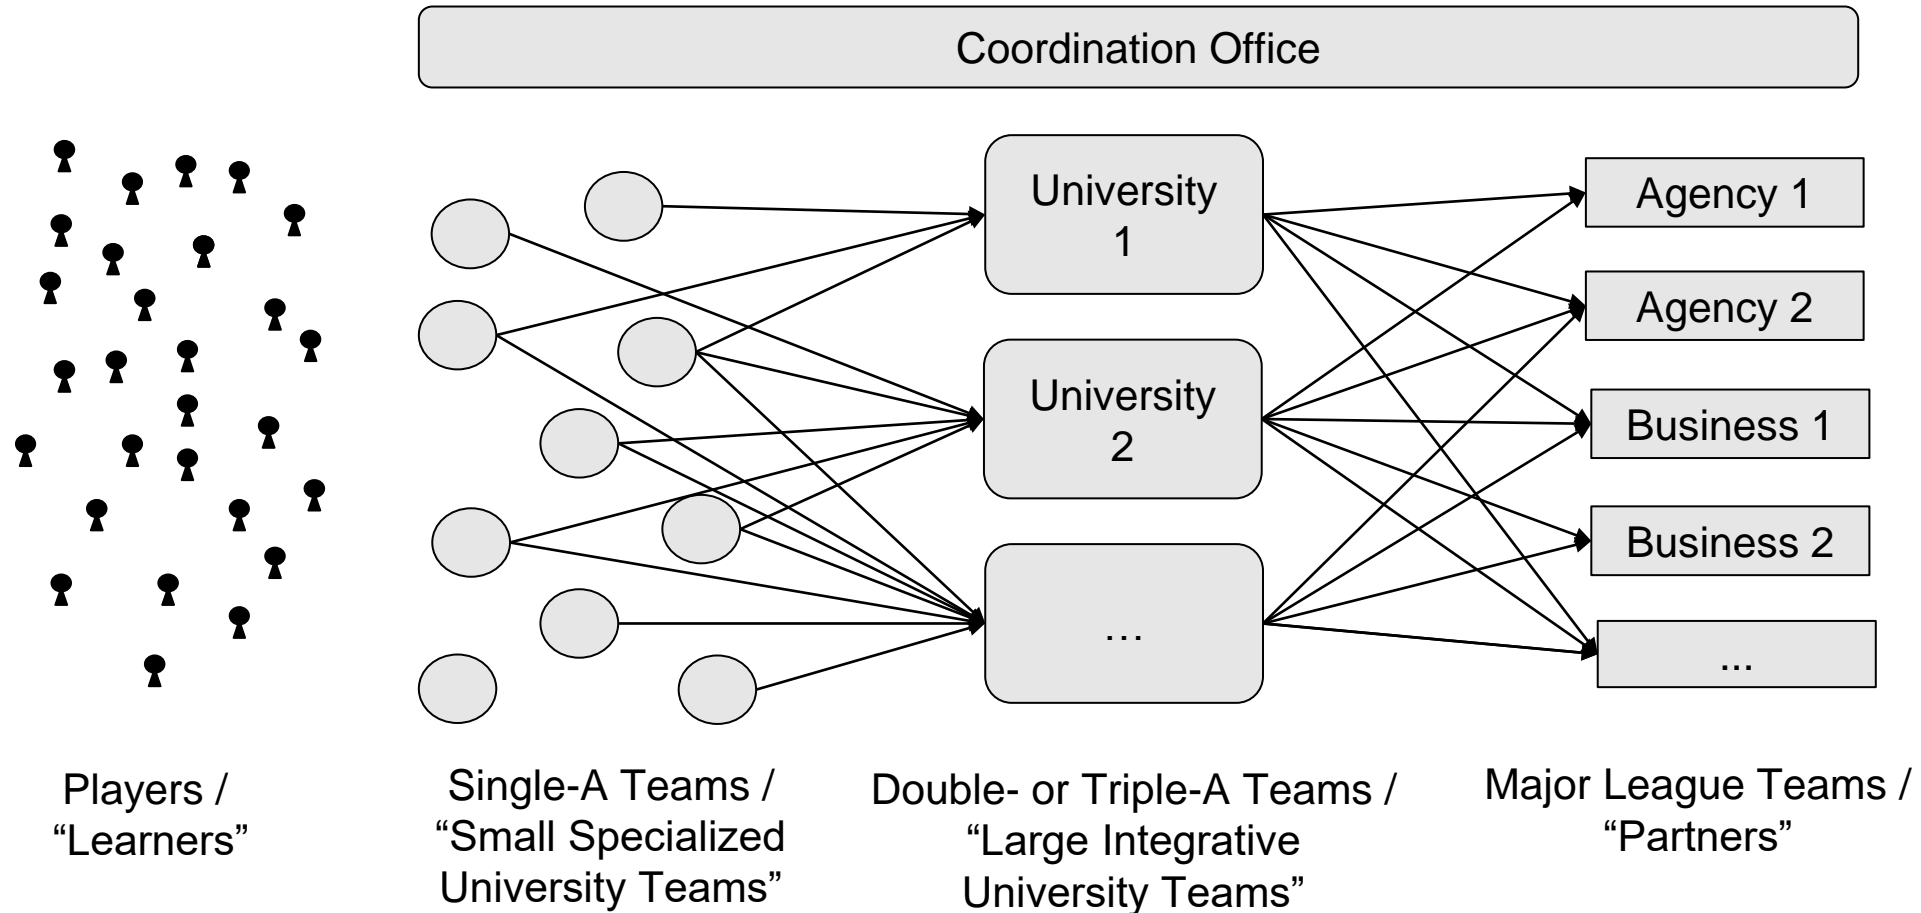 Coordination Office
University
1
University
2
...
Agency 1
Agency 2
Business 1
Business 2
...
Players /
“Learners”
Single-A Teams /
“Small Specialized
University Teams”
Double- or Triple-A Teams /
“Large Integrative
University Teams”
Major League Teams /
“Partners”